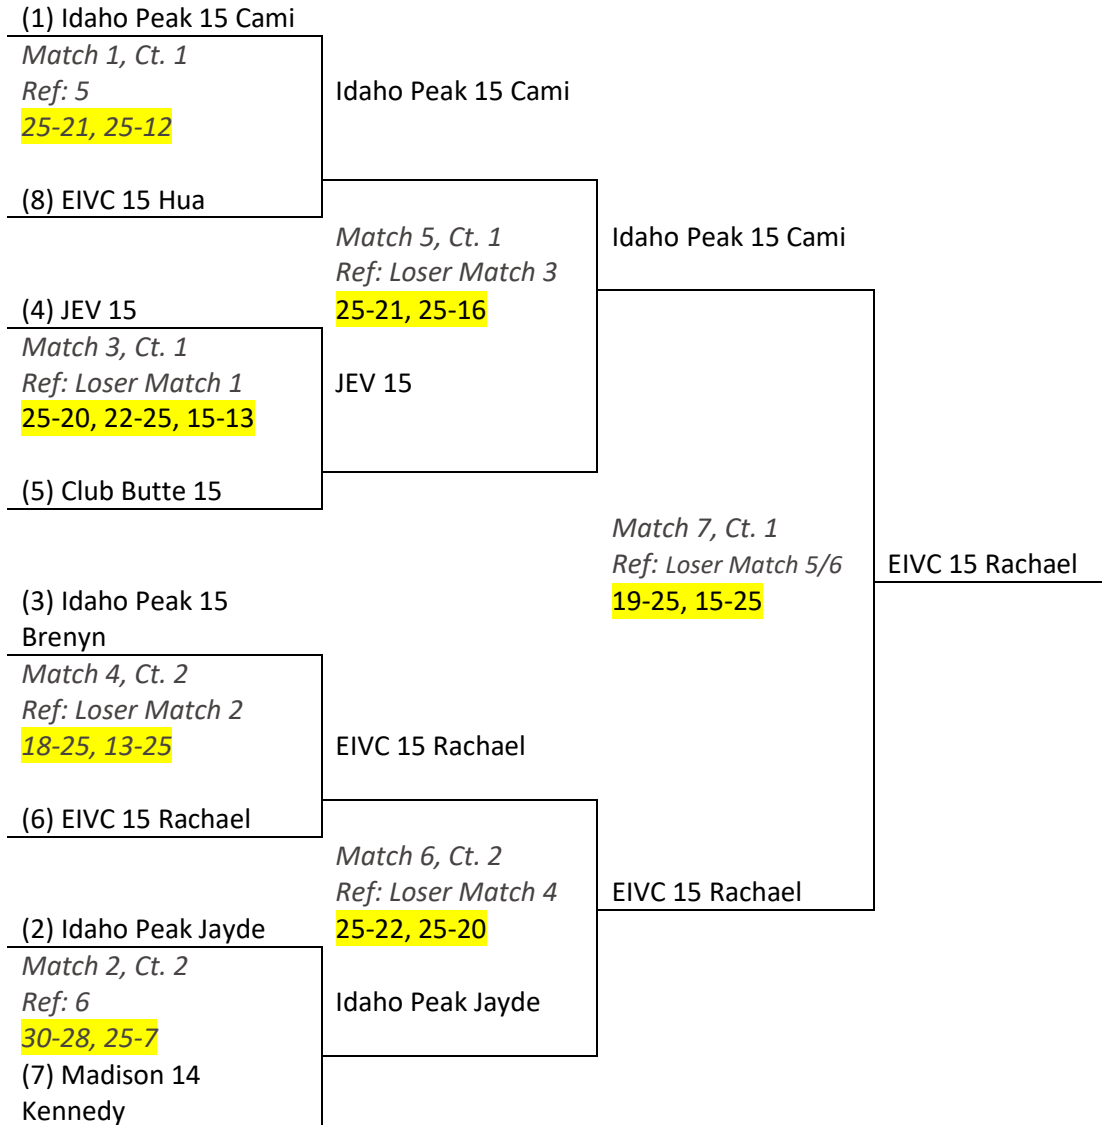 (1) Idaho Peak 15 Cami
Match 1, Ct. 1
Ref: 5
25-21, 25-12
(8) EIVC 15 Hua
(4) JEV 15
Match 3, Ct. 1
Ref: Loser Match 1
25-20, 22-25, 15-13
(5) Club Butte 15
(3) Idaho Peak 15
Brenyn
Match 4, Ct. 2
Ref: Loser Match 2
18-25, 13-25
(6) EIVC 15 Rachael
(2) Idaho Peak Jayde
Match 2, Ct. 2
Ref: 6
30-28, 25-7
(7) Madison 14
Kennedy
Idaho Peak 15 Cami
Match 5, Ct. 1
Ref: Loser Match 3
25-21, 25-16
JEV 15
EIVC 15 Rachael
Match 6, Ct. 2
Ref: Loser Match 4
25-22, 25-20
Idaho Peak Jayde
Idaho Peak 15 Cami
Match 7, Ct. 1
Ref: Loser Match 5/6
19-25, 15-25
EIVC 15 Rachael
EIVC 15 Rachael